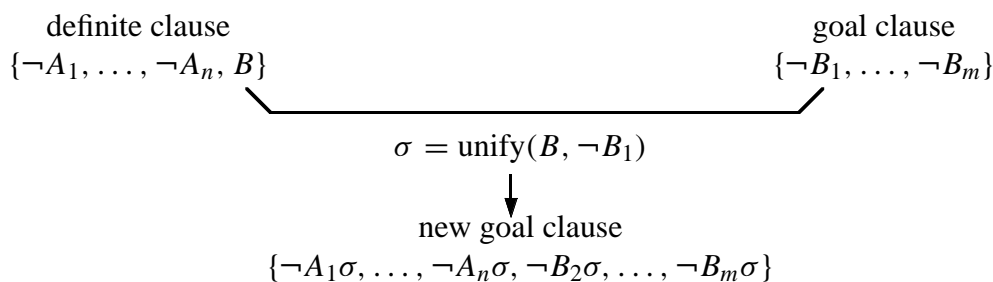 definite clause goal clause
{¬A₁, . . . , ¬Aₙ, B} {¬B₁, . . . , ¬Bₘ}
σ = unify(B, ¬B₁)
new goal clause
{¬A₁σ, . . . , ¬Aₙσ, ¬B₂σ, . . . , ¬Bₘσ}